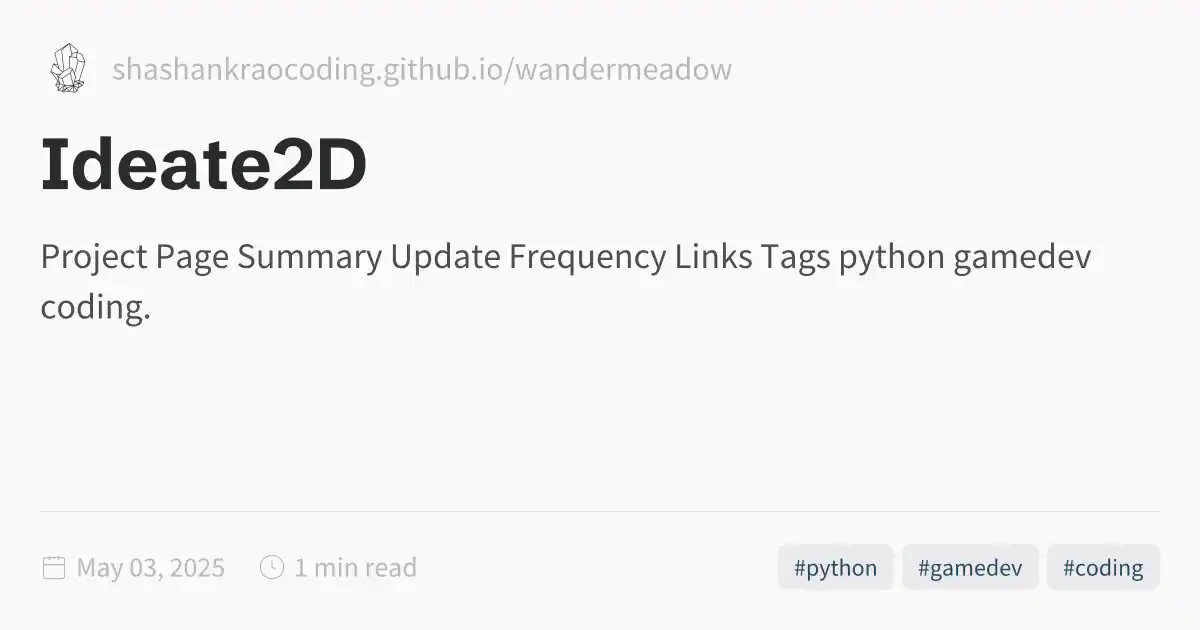 shashankraocoding.github.io/wandermeadow
Ideate2D
Project Page Summary Update Frequency Links Tags python gamedev
coding.
May 03, 2025 1 min read #python #gamedev #coding